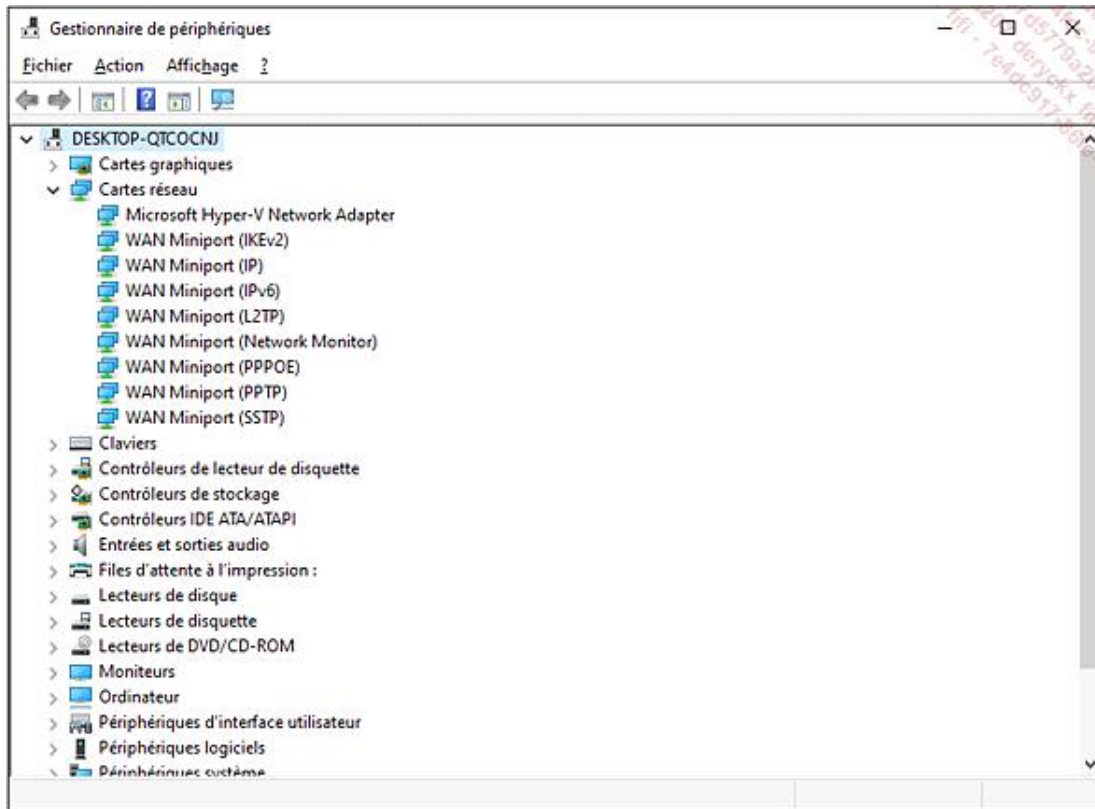 Gestionnaire de périphériques
Fichier Action Affichage ?
DESKTOP-QTCOCNJ
Cartes graphiques
Cartes réseau
Microsoft Hyper-V Network Adapter
WAN Miniport (IKEv2)
WAN Miniport (IP)
WAN Miniport (IPv6)
WAN Miniport (L2TP)
WAN Miniport (Network Monitor)
WAN Miniport (PPPOE)
WAN Miniport (PPTP)
WAN Miniport (SSTP)
Claviers
Contrôleurs de lecteur de disquette
Contrôleurs de stockage
Contrôleurs IDE ATA/ATAPI
Entrées et sorties audio
Files d'attente à l'impression :
Lecteurs de disque
Lecteurs de disquette
Lecteurs de DVD/CD-ROM
Moniteurs
Ordinateur
Périphériques d'interface utilisateur
Périphériques logiciels
Périphériques système